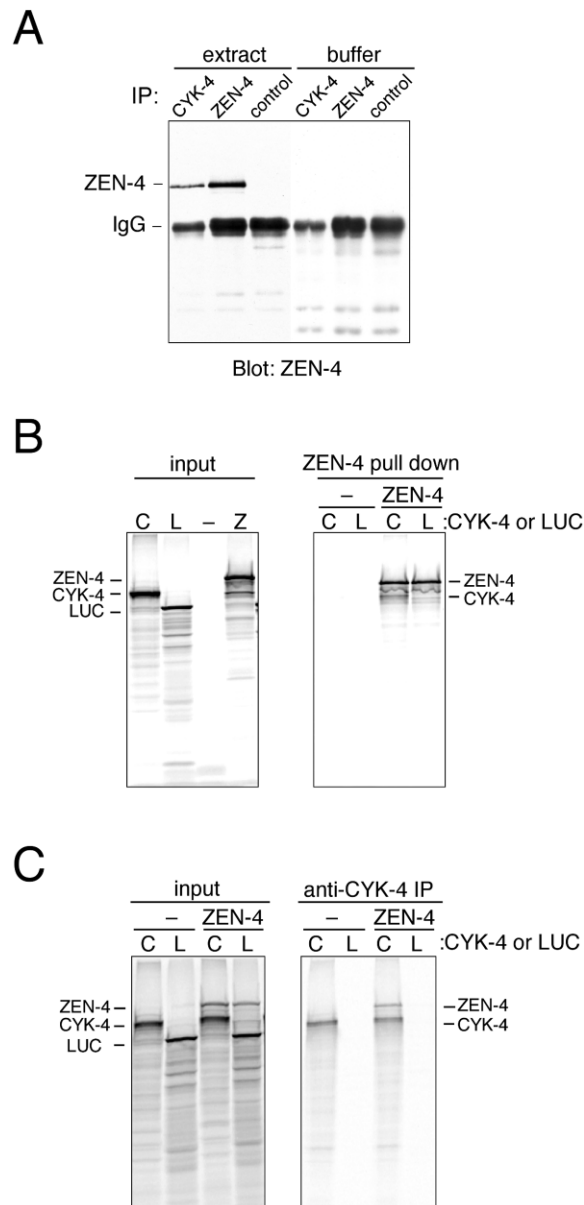 A
extract buffer
IP: CYK-4 ZEN-4 control CYK-4 ZEN-4 control
ZEN-4 –
IgG –
Blot: ZEN-4
B
input ZEN-4 pull down
– ZEN-4
C L – Z C L C L :CYK-4 or LUC
ZEN-4 – – ZEN-4
CYK-4 – – CYK-4
LUC –
C
input anti-CYK-4 IP
– ZEN-4 – ZEN-4
C L C L C L C L :CYK-4 or LUC
ZEN-4 – – ZEN-4
CYK-4 – – CYK-4
LUC –